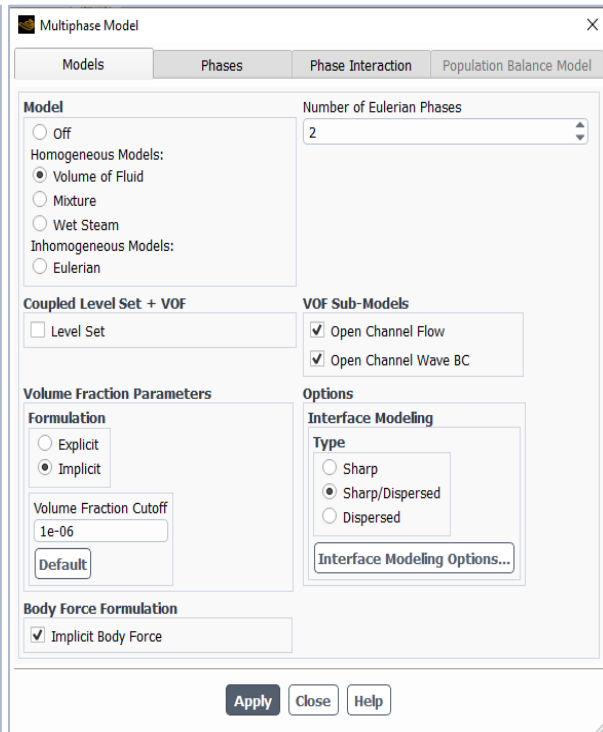 Multiphase Model
Models
Phases
Phase Interaction
Population Balance Model
Model
Off
Homogeneous Models:
Volume of Fluid
Mixture
Wet Steam
Inhomogeneous Models:
Eulerian
Number of Eulerian Phases
2
Coupled Level Set + VOF
Level Set
VOF Sub-Models
Open Channel Flow
Open Channel Wave BC
Volume Fraction Parameters
Formulation
Explicit
Implicit
Volume Fraction Cutoff
1e-06
Default
Options
Interface Modeling
Type
Sharp
Sharp/Dispersed
Dispersed
Interface Modeling Options...
Body Force Formulation
Implicit Body Force
Apply
Close
Help